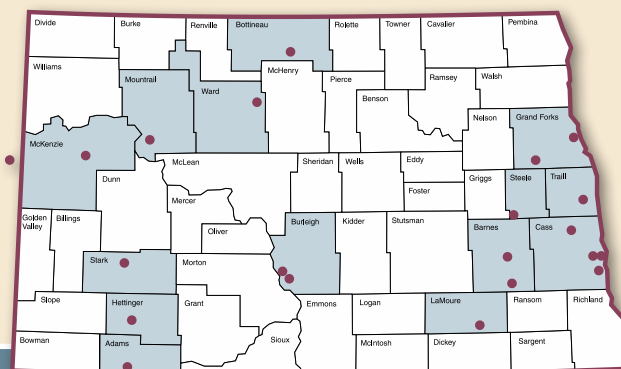 Divide
Burke
Renville
Bottineau
Rolette
Towner
Cavalier
Pembina
Williams
Mountrail
Ward
McHenry
Pierce
Benson
Ramsey
Walsh
Nelson
Grand Forks
McKenzie
Dunn
McLean
Mercer
Oliver
Sheridan
Wells
Eddy
Foster
Griggs
Steele
Traill
Golden
Valley
Billings
Stark
Morton
Burleigh
Kidder
Stutsman
Barnes
Cass
Slope
Hettinger
Grant
Emmons
Logan
LaMoure
Ransom
Richland
Bowman
Adams
Sioux
McIntosh
Dickey
Sargent